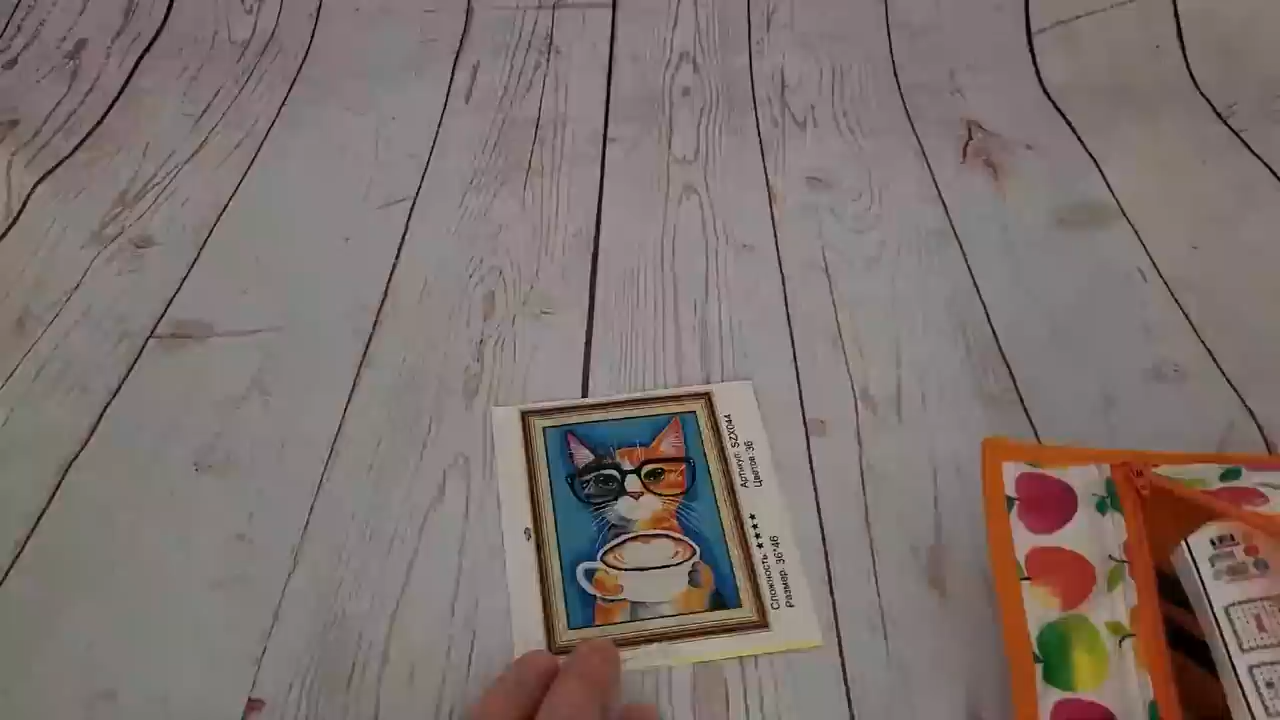 Артикул: SZX044
Цветов: 36
Сложность: ★★★★
Размер: 36*46